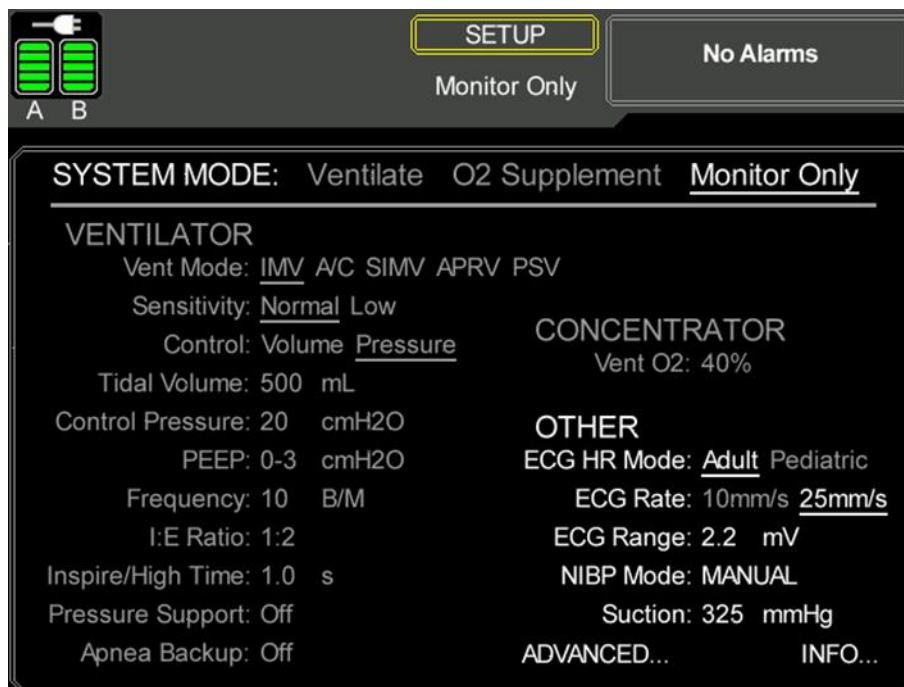 A B
SETUP
Monitor Only
No Alarms
SYSTEM MODE: Ventilate O2 Supplement Monitor Only
VENTILATOR
Vent Mode: IMV A/C SIMV APRV PSV
Sensitivity: Normal Low
Control: Volume Pressure
Tidal Volume: 500 mL
Control Pressure: 20 cmH2O
PEEP: 0-3 cmH2O
Frequency: 10 B/M
I:E Ratio: 1:2
Inspire/High Time: 1.0 s
Pressure Support: Off
Apnea Backup: Off
CONCENTRATOR
Vent O2: 40%
OTHER
ECG HR Mode: Adult Pediatric
ECG Rate: 10mm/s 25mm/s
ECG Range: 2.2 mV
NIBP Mode: MANUAL
Suction: 325 mmHg
ADVANCED... INFO...